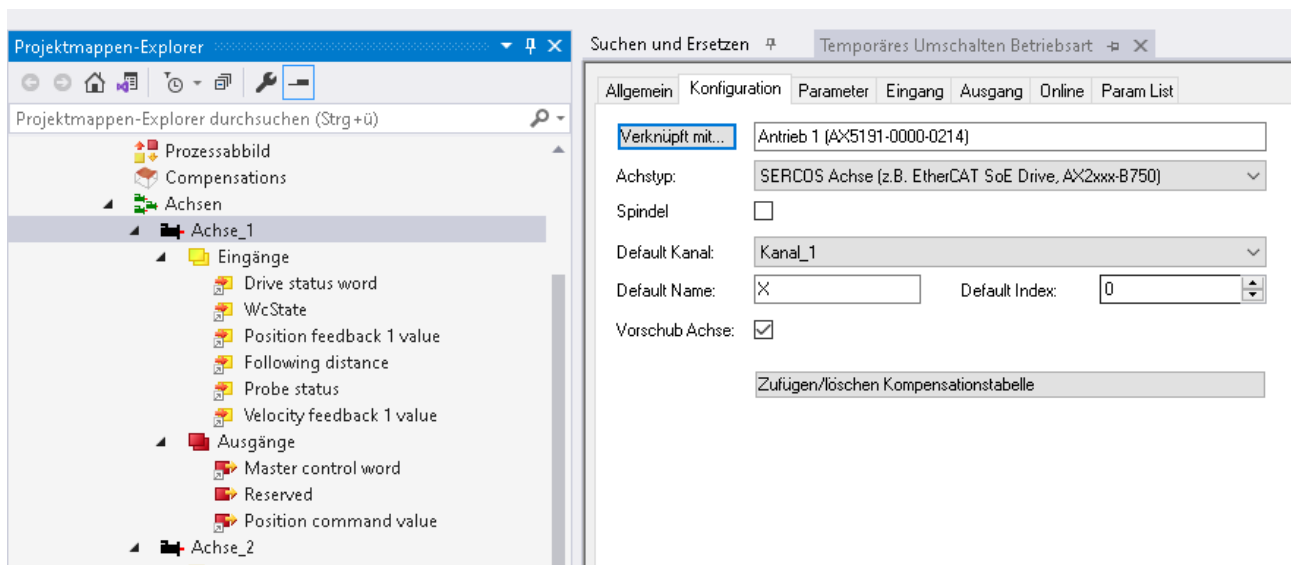 Projektmappen-Explorer
Projektmappen-Explorer durchsuchen (Strg+ü)
Prozessabbild
Compensations
Achsen
Achse_1
Eingänge
Drive status word
WcState
Position feedback 1 value
Following distance
Probe status
Velocity feedback 1 value
Ausgänge
Master control word
Reserved
Position command value
Achse_2
Suchen und Ersetzen
Temporäres Umschalten Betriebsart
Allgemein Konfiguration Parameter Eingang Ausgang Online Param List
Verknüpft mit... Antrieb 1 (AX5191-0000-0214)
Achstyp: SERCOS Achse (z.B. EtherCAT SoE Drive, AX2xxx-B750)
Spindel
Default Kanal: Kanal_1
Default Name: X Default Index: 0
Vorschub Achse:
Zufügen/löschen Kompensationstabelle